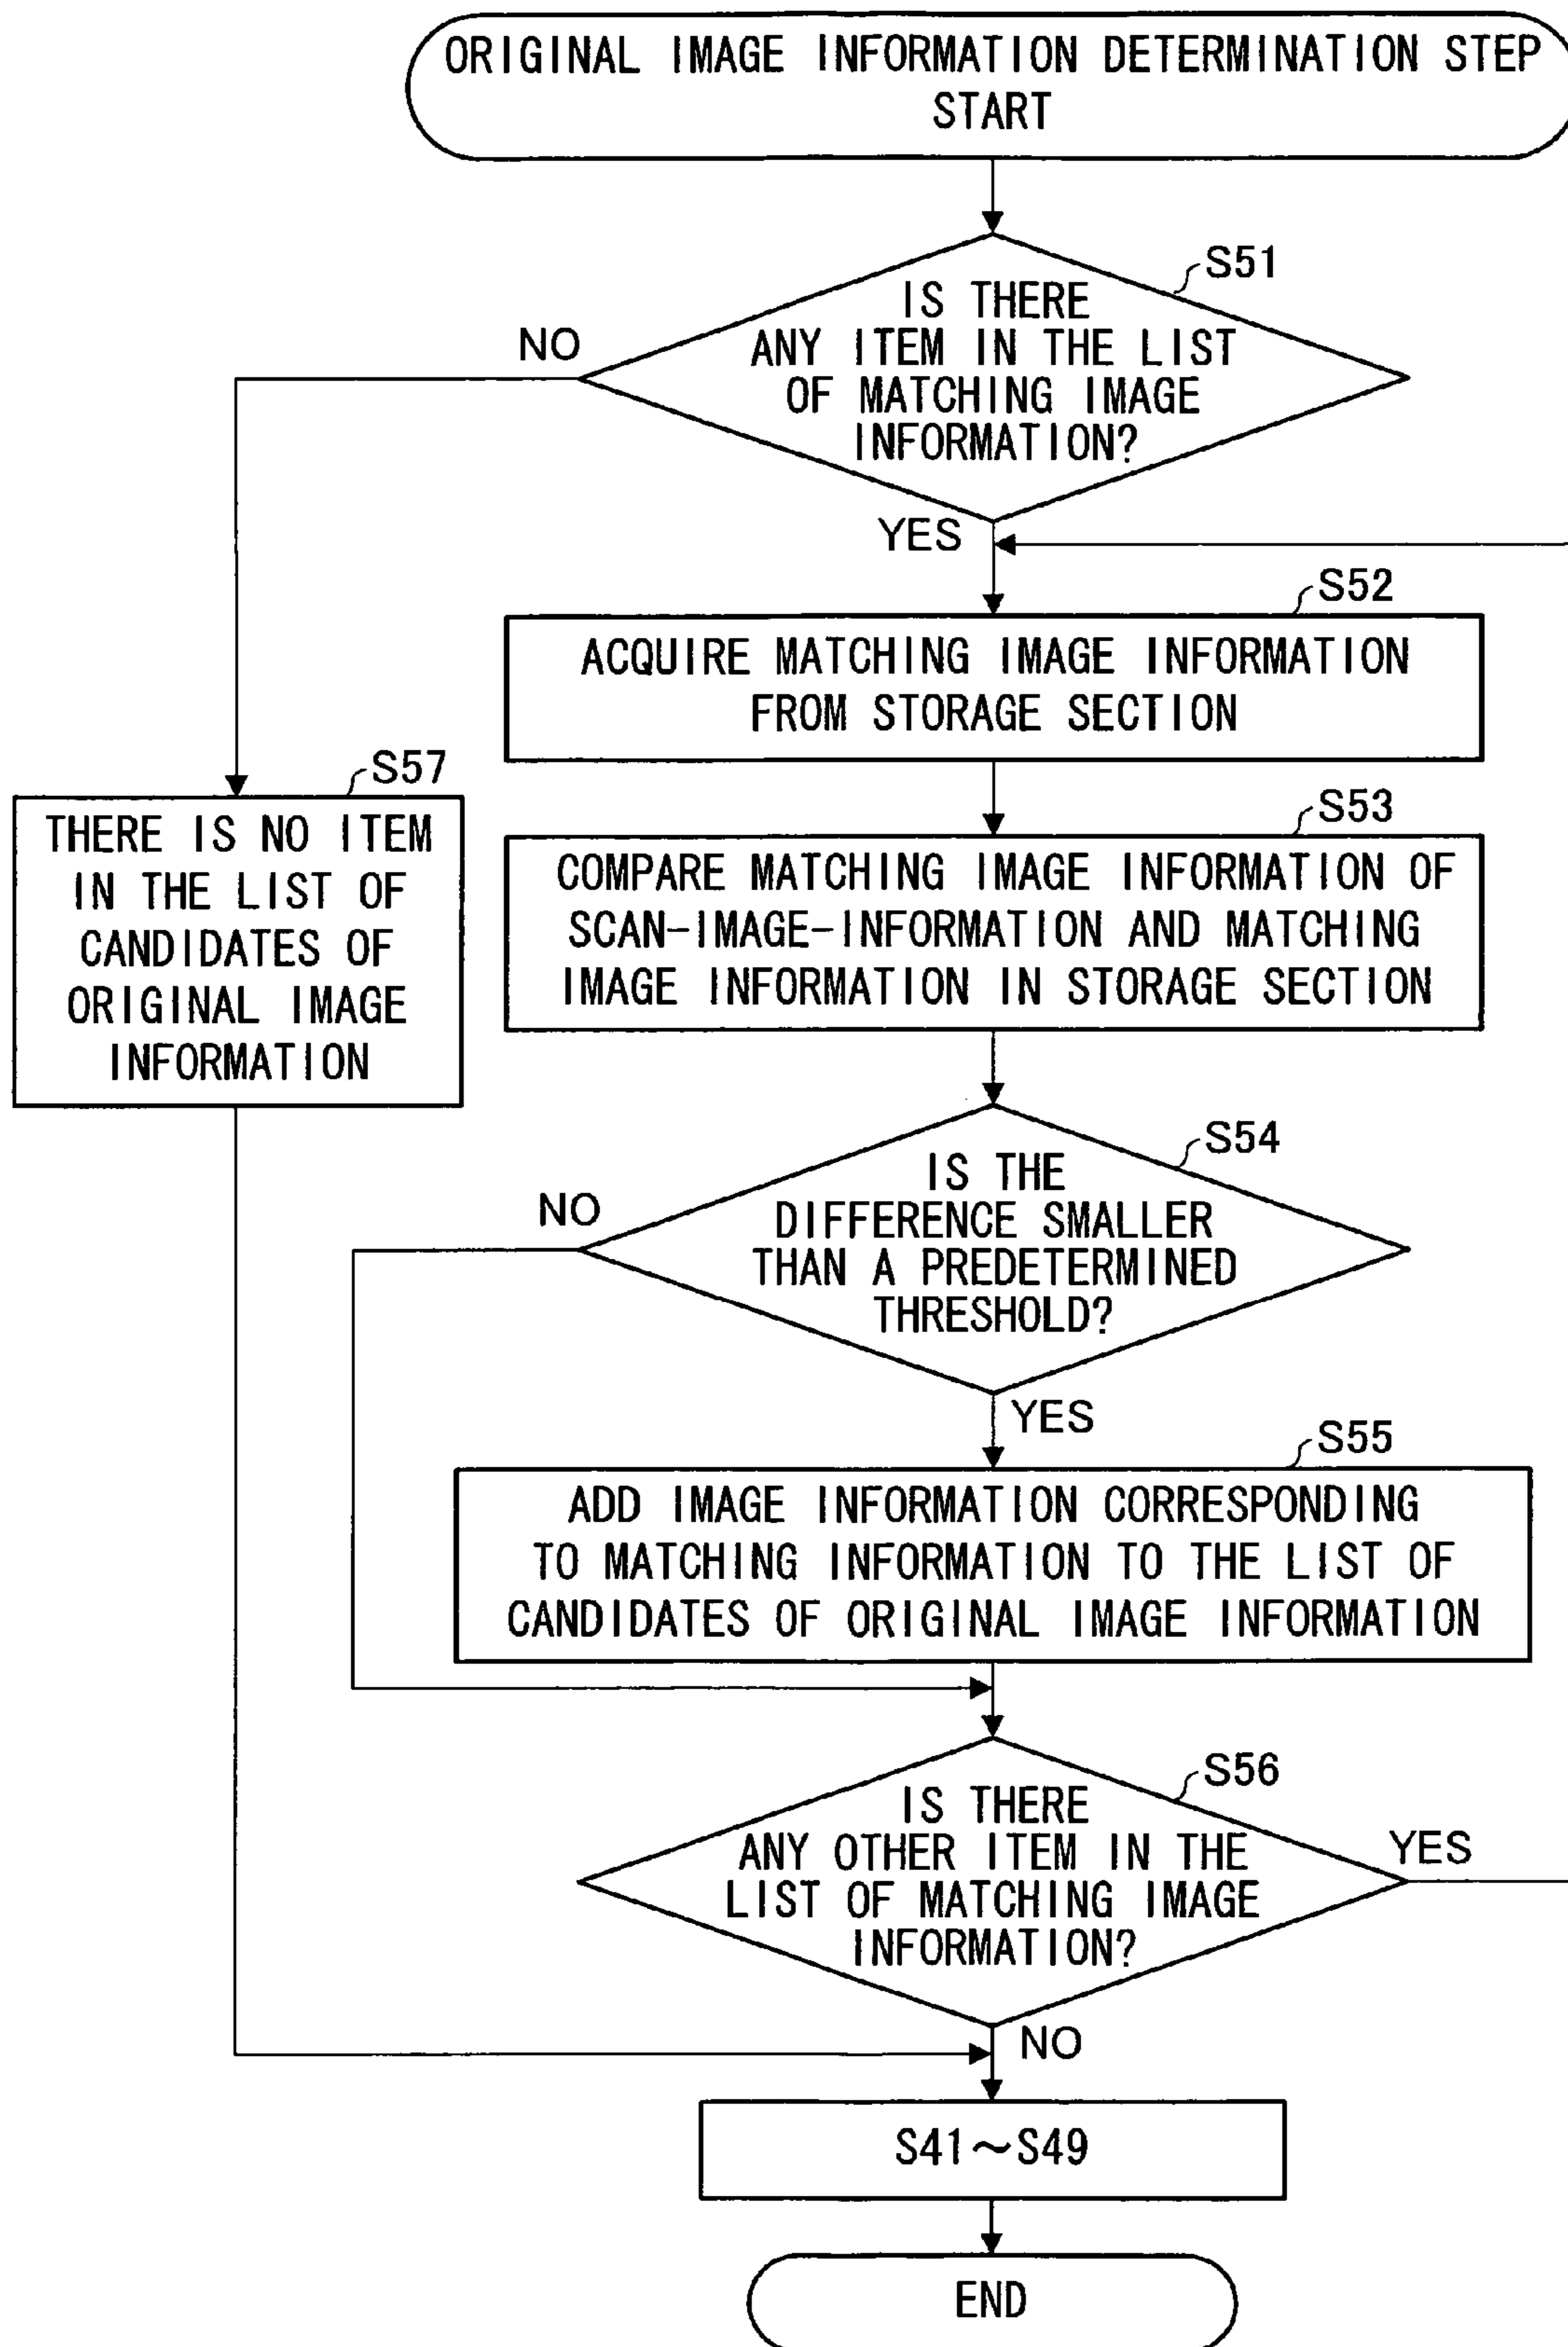 ORIGINAL IMAGE INFORMATION DETERMINATION STEP
START
S51
IS THERE
ANY ITEM IN THE LIST
OF MATCHING IMAGE
INFORMATION?
NO
YES
S52
ACQUIRE MATCHING IMAGE INFORMATION
FROM STORAGE SECTION
S57
THERE IS NO ITEM
IN THE LIST OF
CANDIDATES OF
ORIGINAL IMAGE
INFORMATION
S53
COMPARE MATCHING IMAGE INFORMATION OF
SCAN-IMAGE-INFORMATION AND MATCHING
IMAGE INFORMATION IN STORAGE SECTION
S54
IS THE
DIFFERENCE SMALLER
THAN A PREDETERMINED
THRESHOLD?
NO
YES
S55
ADD IMAGE INFORMATION CORRESPONDING
TO MATCHING INFORMATION TO THE LIST OF
CANDIDATES OF ORIGINAL IMAGE INFORMATION
S56
IS THERE
ANY OTHER ITEM IN THE
LIST OF MATCHING IMAGE
INFORMATION?
YES
NO
S41～S49
END